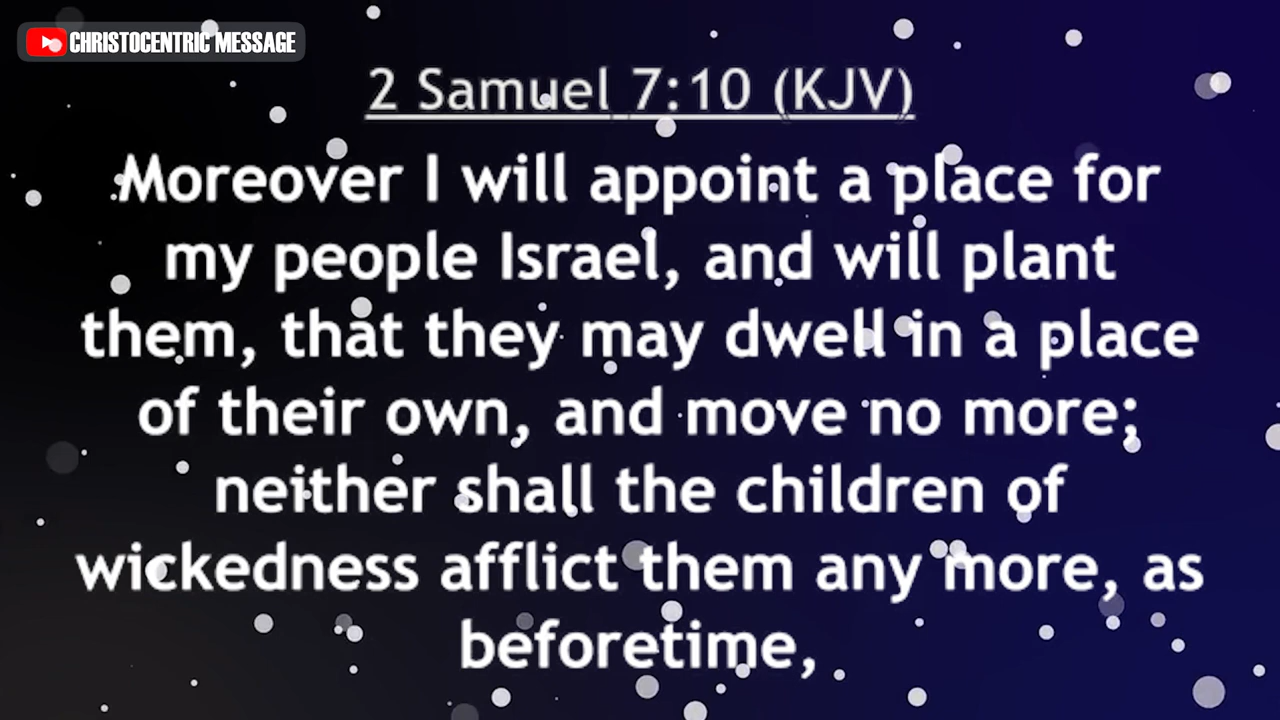 CHRISTOCENTRIC MESSAGE
2 Samuel 7:10 (KJV)
Moreover I will appoint a place for
my people Israel, and will plant
them, that they may dwell in a place
of their own, and move no more;
neither shall the children of
wickedness afflict them any more, as
beforetime,